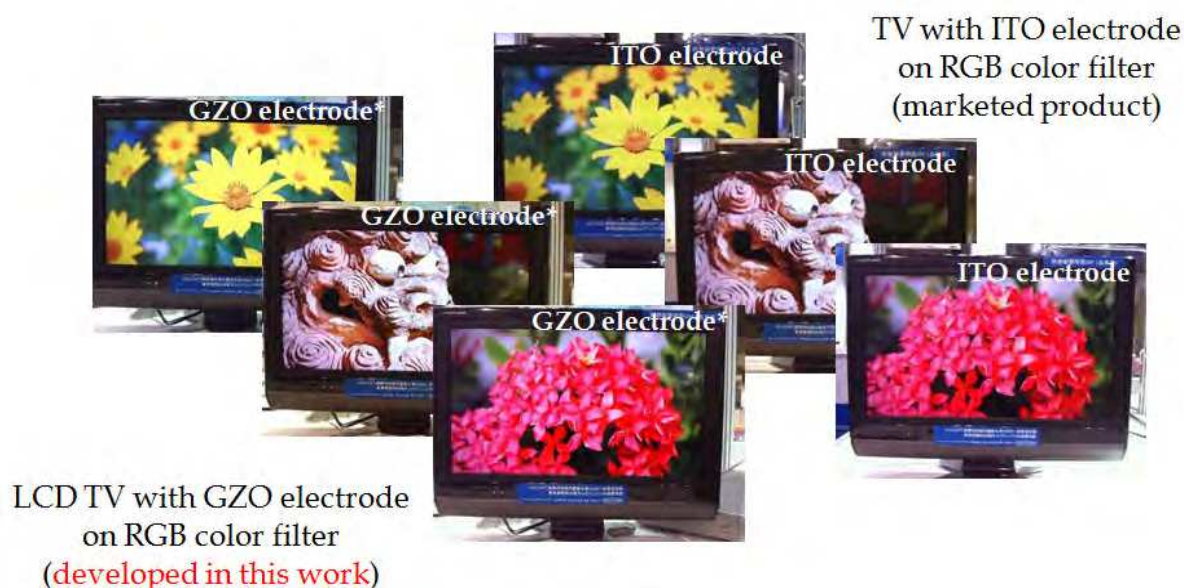 TV with ITO electrode
on RGB color filter
(marketed product)
ITO electrode
GZO electrode*
ITO electrode
GZO electrode*
ITO electrode
GZO electrode*
LCD TV with GZO electrode
on RGB color filter
(developed in this work)